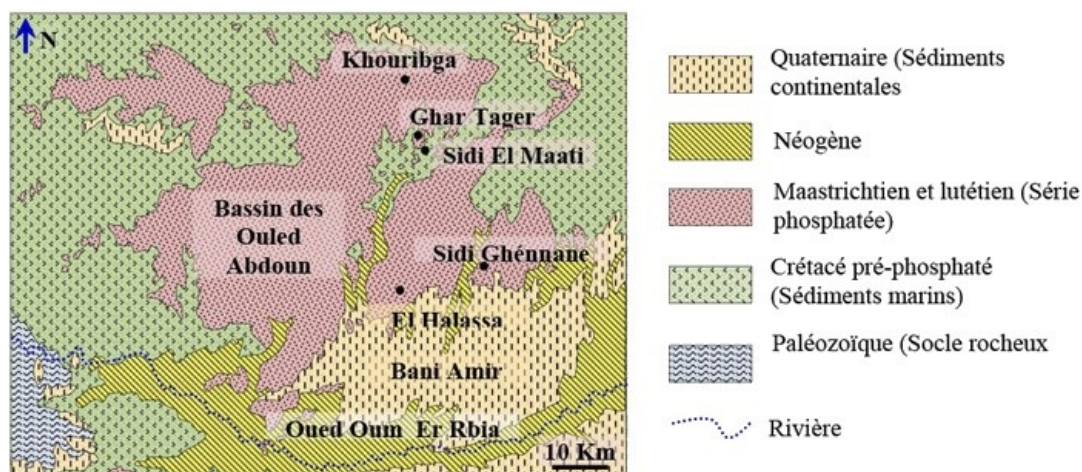 N
Khouribga
Ghar Tager
Sidi El Maati
Bassin des
Ouled
Abdoun
Sidi Ghénnane
El Halassa
Bani Amir
Oued Oum Er Rbia
10 Km
Quaternaire (Sédiments
continentales
Néogène
Maastrichtien et lutétien (Série
phosphatée)
Crétacé pré-phosphaté
(Sédiments marins)
Paléozoïque (Socle rocheux
Rivière